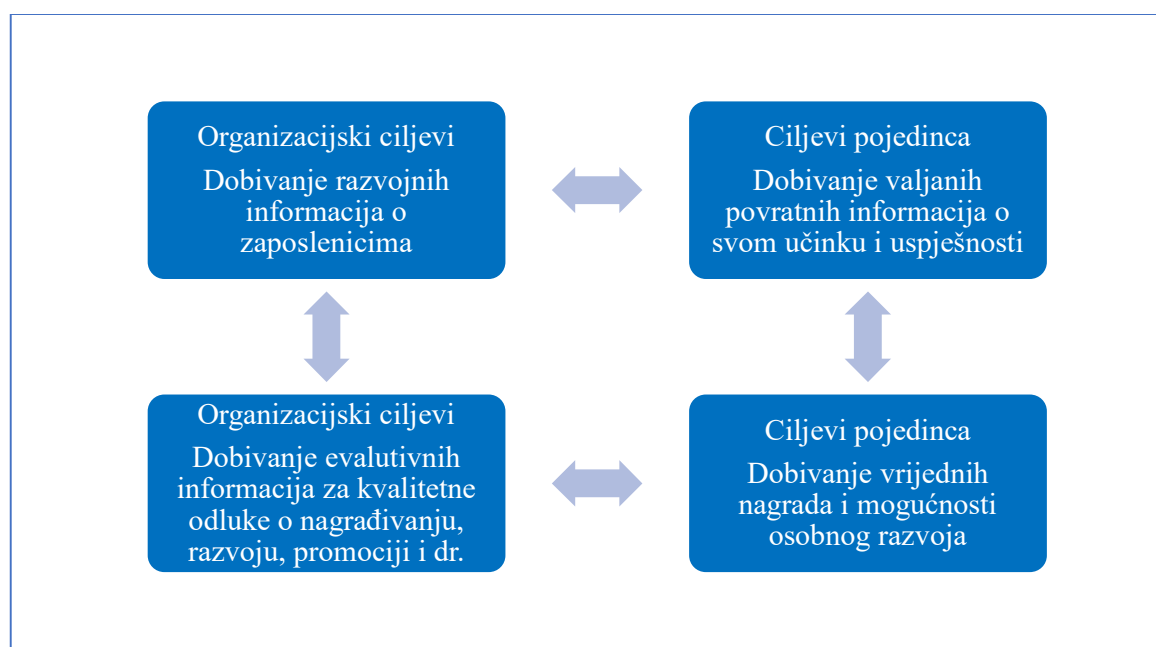 Organizacijski ciljevi
Dobivanje razvojnih
informacija o
zaposlenicima
Ciljevi pojedinca
Dobivanje valjanih
povratnih informacija o
svom učinku i uspješnosti
Organizacijski ciljevi
Dobivanje evalutivnih
informacija za kvalitetne
odluke o nagrađivanju,
razvoju, promociji i dr.
Ciljevi pojedinca
Dobivanje vrijednih
nagrada i mogućnosti
osobnog razvoja